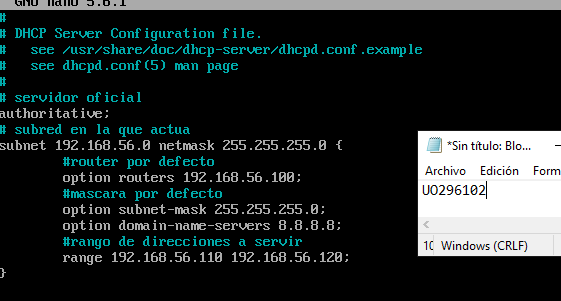 GNU nano 5.6.1
#
# DHCP Server Configuration file.
#   see /usr/share/doc/dhcp-server/dhcpd.conf.example
#   see dhcpd.conf(5) man page
#
# servidor oficial
authoritative;
# subred en la que actua
subnet 192.168.56.0 netmask 255.255.255.0 {
        #router por defecto
        option routers 192.168.56.100;
        #mascara por defecto
        option subnet-mask 255.255.255.0;
        option domain-name-servers 8.8.8.8;
        #rango de direcciones a servir
        range 192.168.56.110 192.168.56.120;
}
*Sin título: Blo...
Archivo Edición Form
UO296102
10 Windows (CRLF)